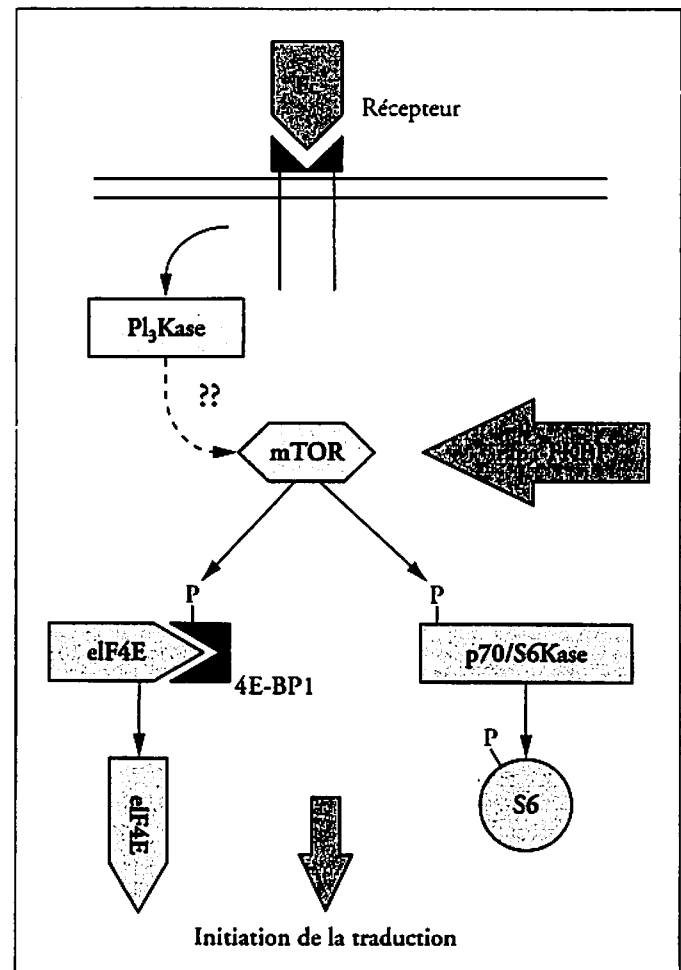 Récepteur
PI₃Kase
??
mTOR
P
P
eIF4E
4E-BP1
p70/S6Kase
P
eIF4E
S6
Initiation de la traduction